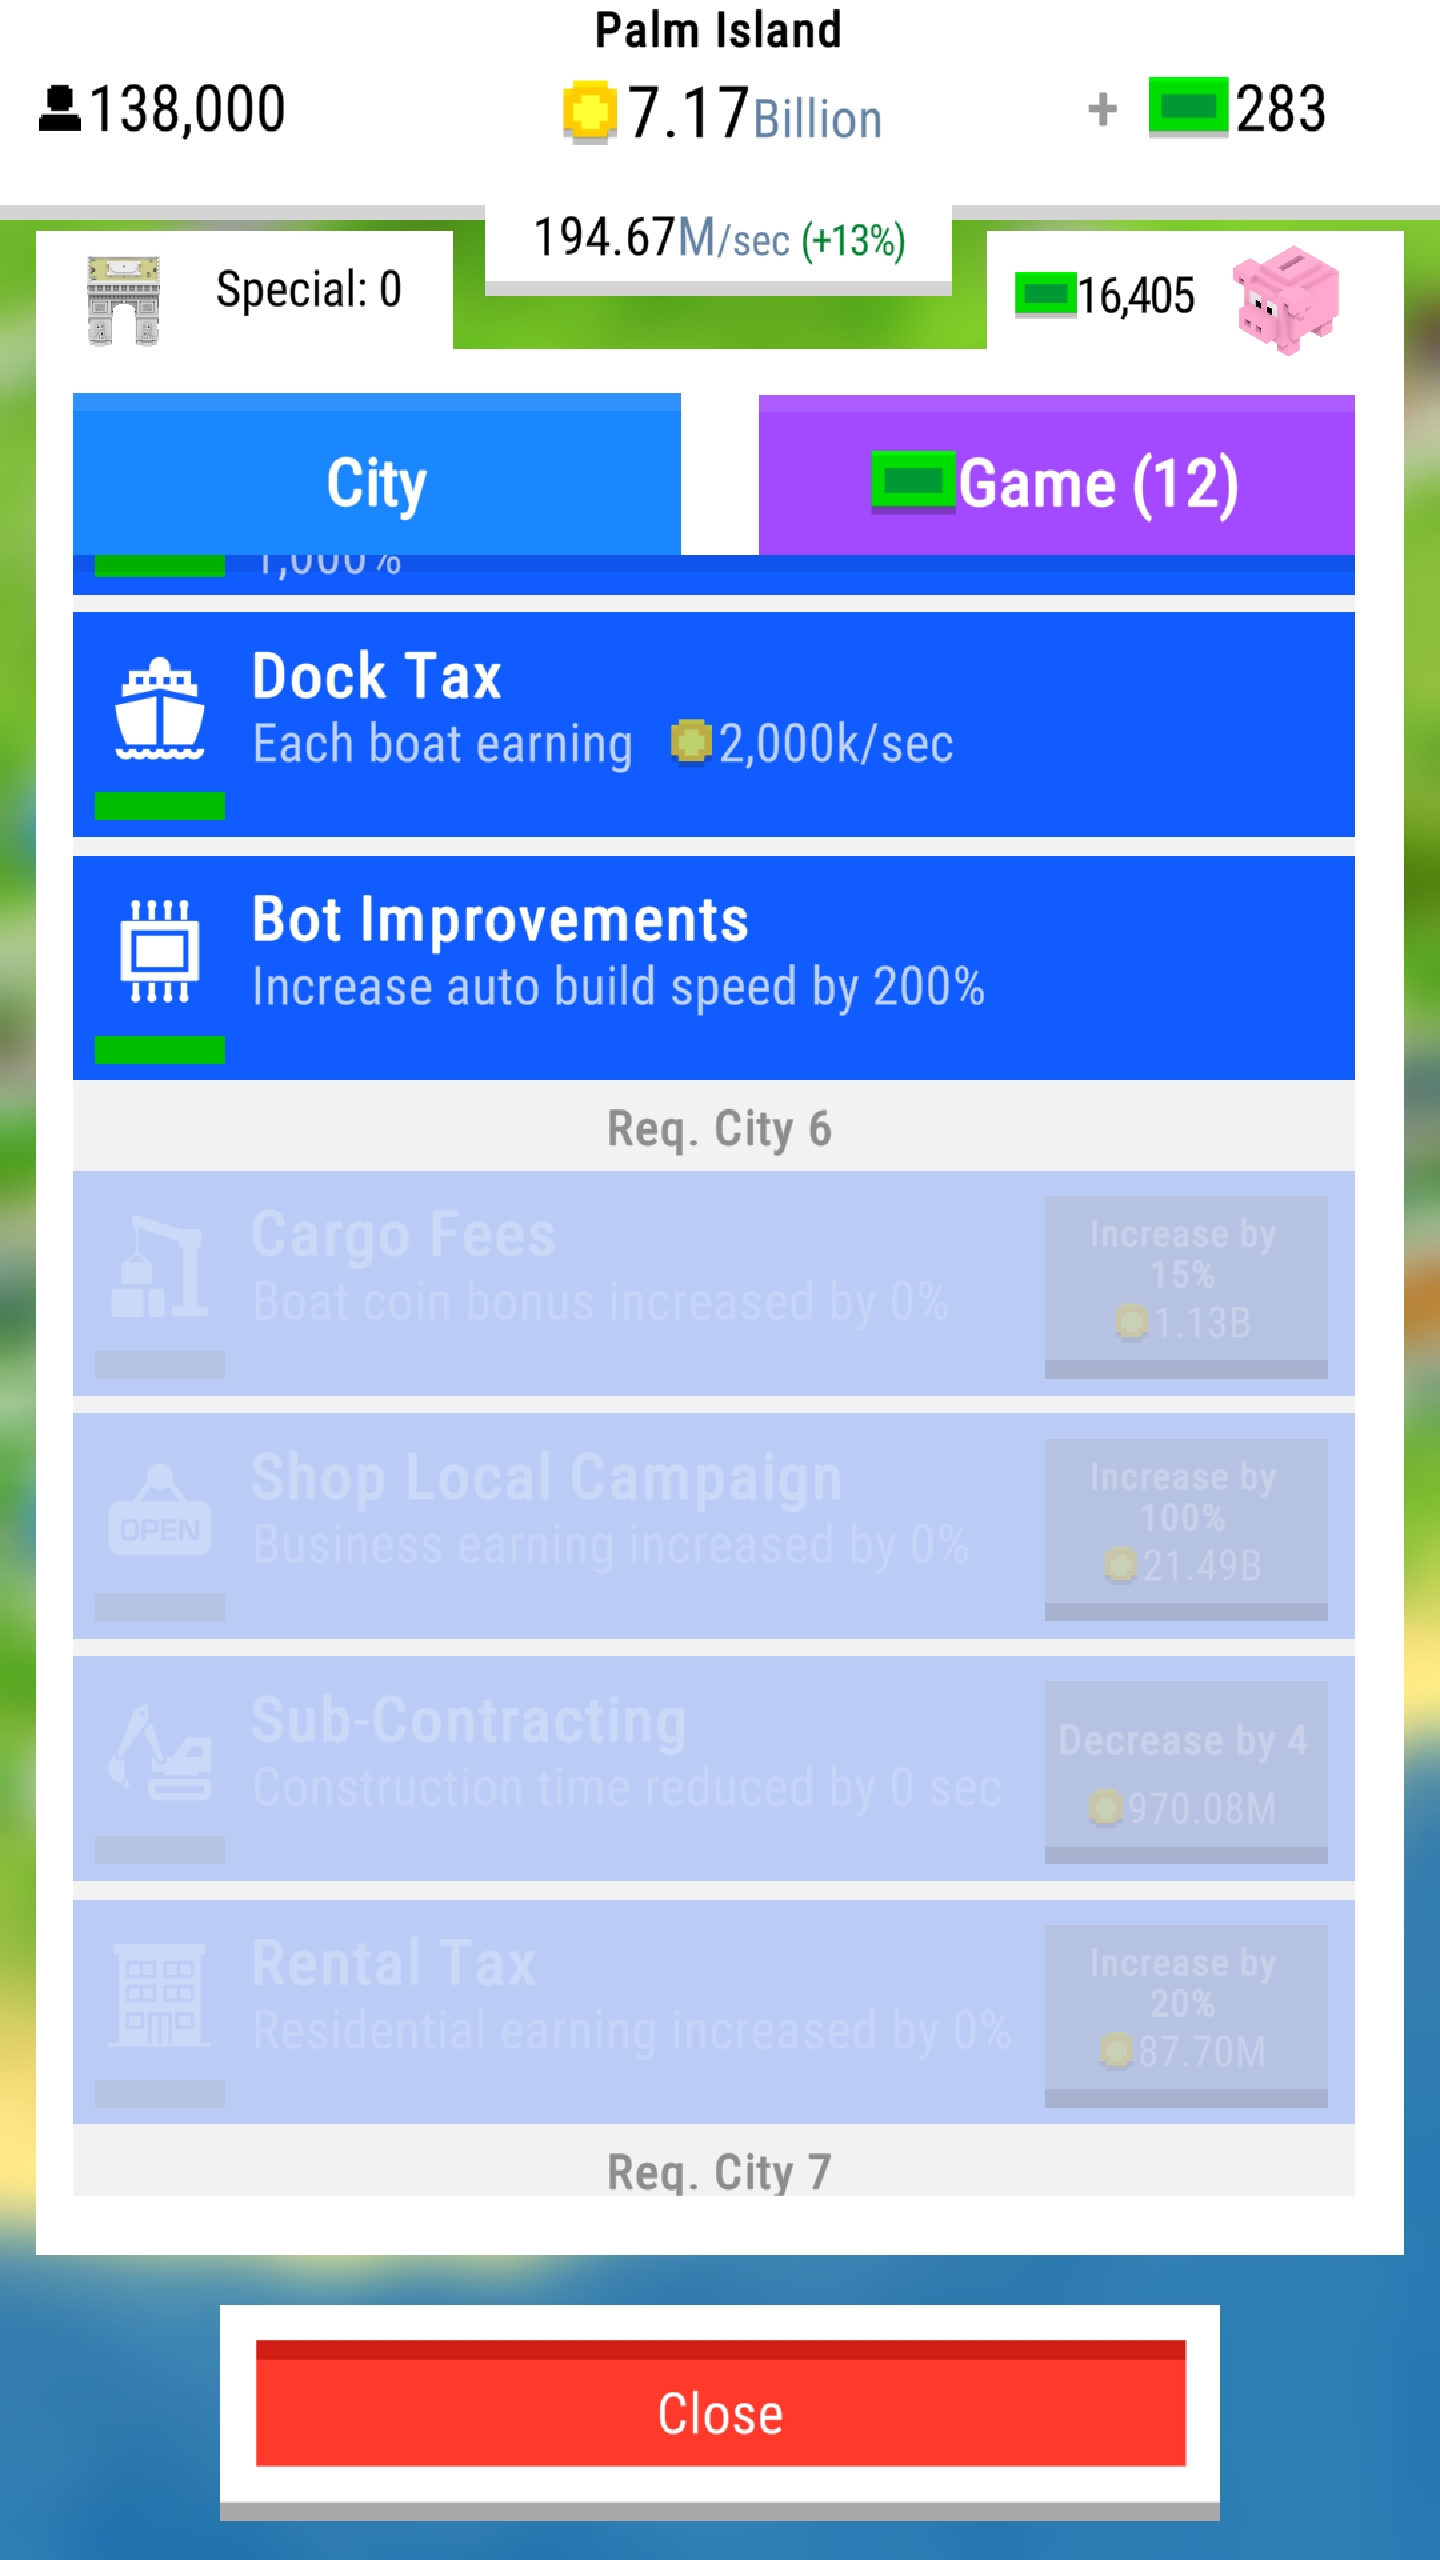 Palm Island
138,000
7.17Billion
+ 283
194.67M/sec (+13%)
Special: 0
16,405
City
Game (12)
1,000%
Dock Tax
Each boat earning 2,000k/sec
Bot Improvements
Increase auto build speed by 200%
Req. City 6
Cargo Fees
Boat coin bonus increased by 0%
Increase by
15%
1.13B
OPEN
Shop Local Campaign
Business earning increased by 0%
Increase by
100%
21.49B
Sub-Contracting
Construction time reduced by 0 sec
Decrease by 4
970.08M
Rental Tax
Residential earning increased by 0%
Increase by
20%
87.70M
Req. City 7
Close